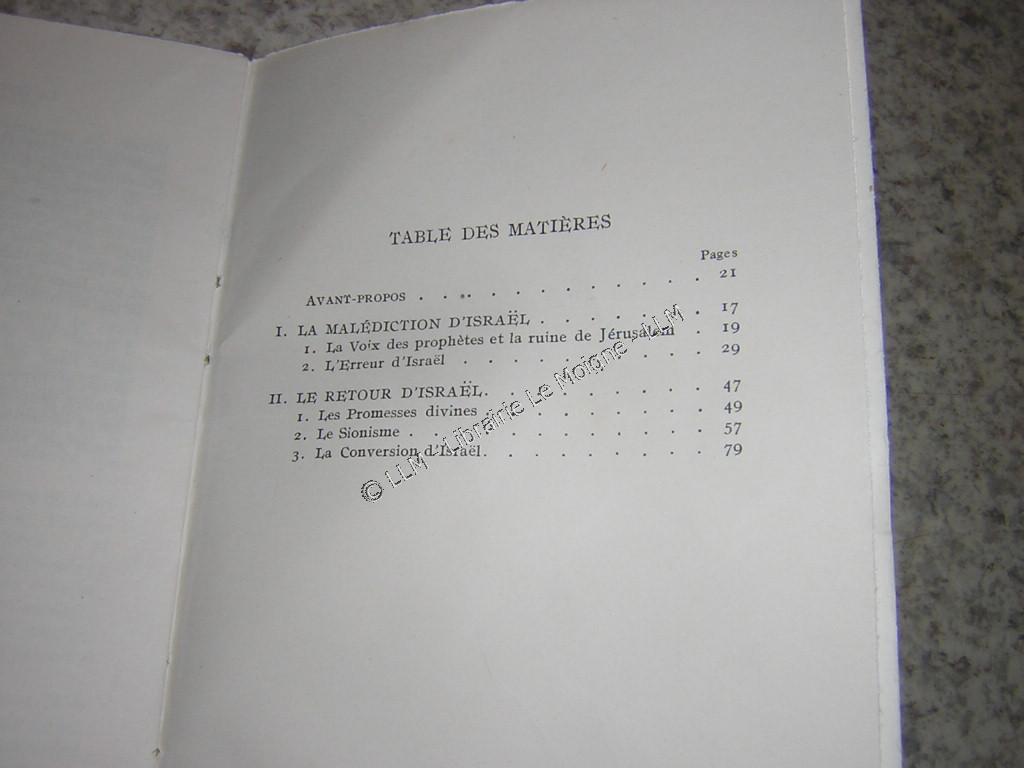 TABLE DES MATIÈRES
Pages
AVANT-PROPOS . . . . . . . . . . . . 21
I. LA MALÉDICTION D'ISRAËL . . . . . . . 17
1. La Voix des prophètes et la ruine de Jérusalem . 19
2. L'Erreur d'Israël . . . . . . . . . . 29
II. LE RETOUR D'ISRAËL. . . . . . . . . 47
1. Les Promesses divines . . . . . . . . . 49
2. Le Sionisme . . . . . . . . . . . . 57
3. La Conversion d'Israël. . . . . . . . . 79
© LLM - Librairie Le Moigne - LLM